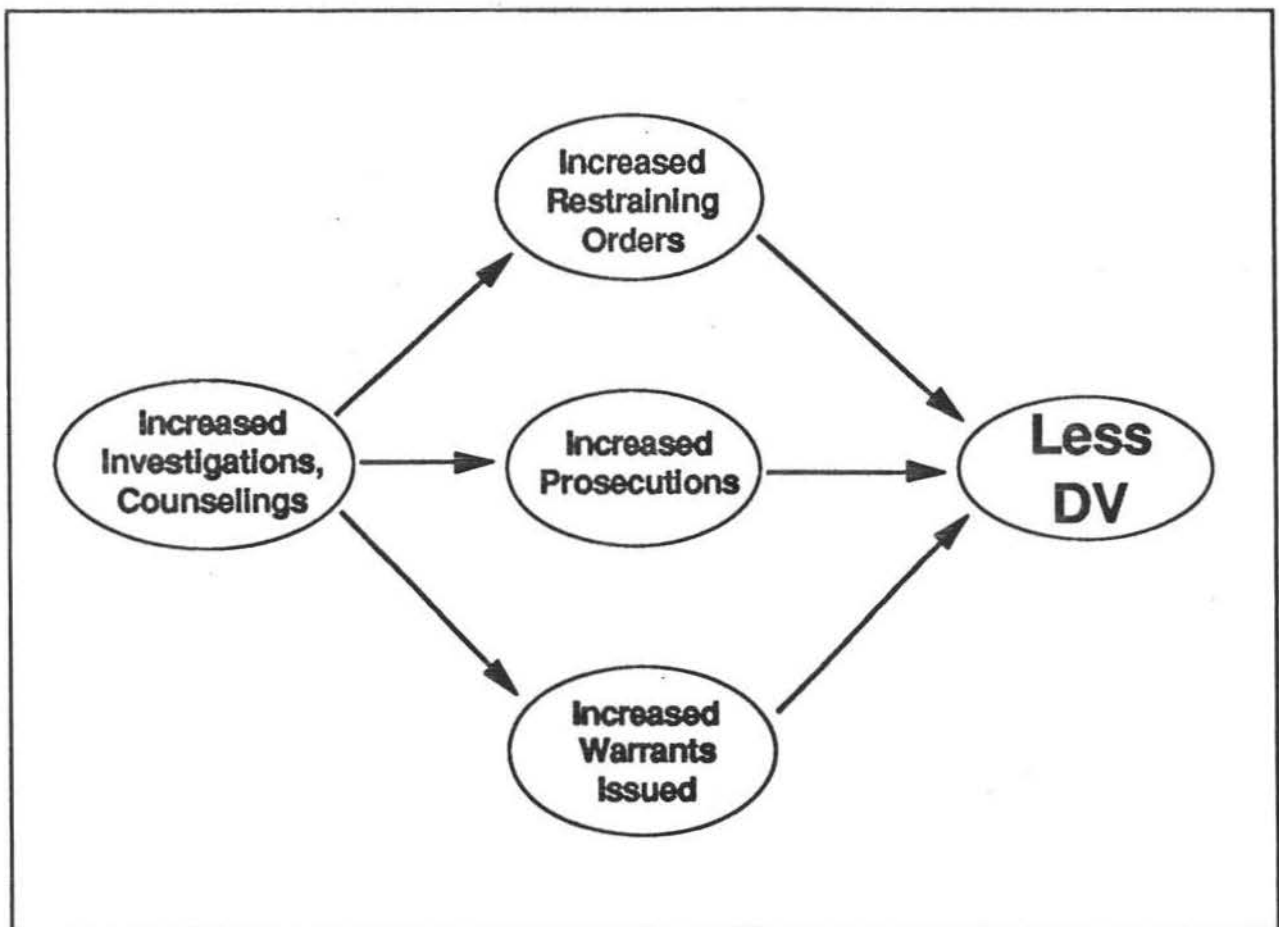 Increased
Restraining
Orders
Increased
Investigations,
Counselings
Increased
Prosecutions
Less
DV
Increased
Warrants
Issued